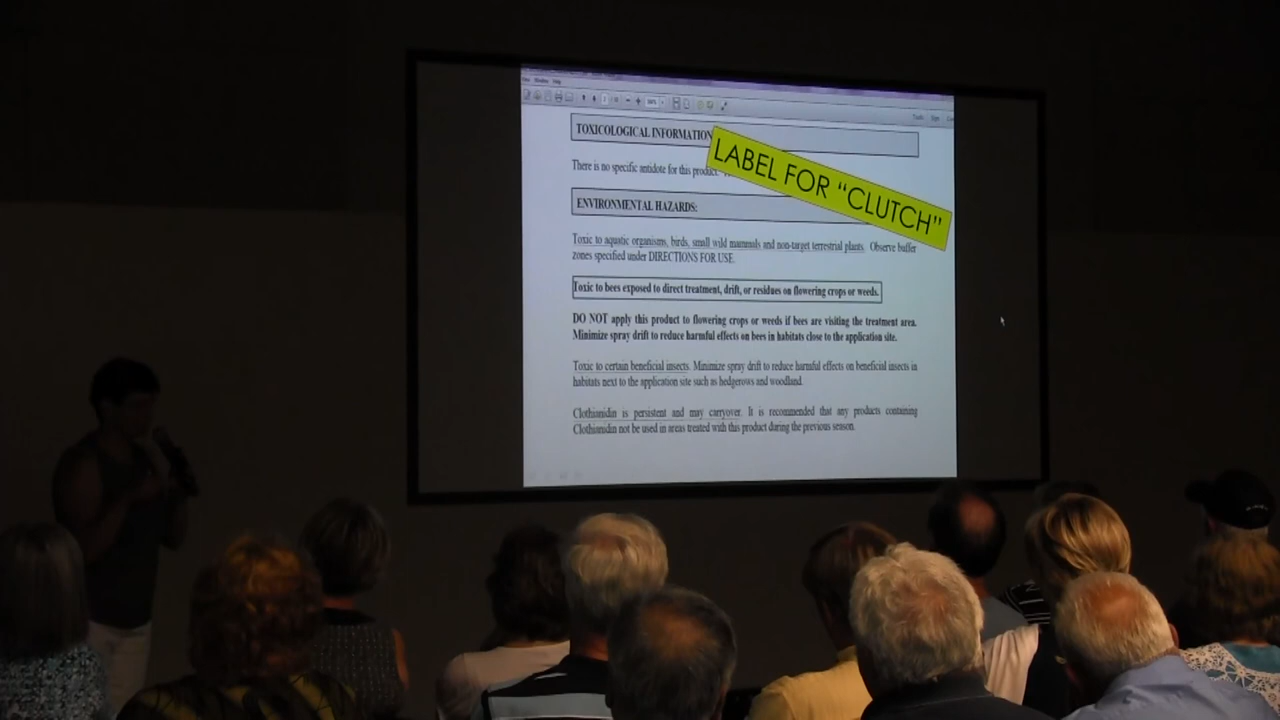 Window Help
Tools Sign
TOXICOLOGICAL INFORMATION
LABEL FOR “CLUTCH”
There is no specific antidote for this product.
ENVIRONMENTAL HAZARDS:
Toxic to aquatic organisms, birds, small wild mammals and non-target terrestrial plants. Observe buffer
zones specified under DIRECTIONS FOR USE.
Toxic to bees exposed to direct treatment, drift, or residues on flowering crops or weeds.
DO NOT apply this product to flowering crops or weeds if bees are visiting the treatment area.
Minimize spray drift to reduce harmful effects on bees in habitats close to the application site.
Toxic to certain beneficial insects. Minimize spray drift to reduce harmful effects on beneficial insects in
habitats next to the application site such as hedgerows and woodland.
Clothianidin is persistent and may carryover. It is recommended that any products containing
Clothianidin not be used in areas treated with this product during the previous season.